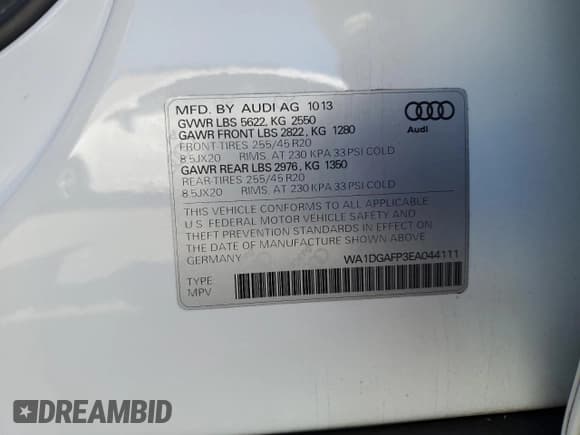 MFD. BY AUDI AG 10 13
GVWR LBS 5622, KG 2550
GAWR FRONT LBS 2822, KG 1280
FRONT-TIRES 255/45 R20
8.5JX20 RIMS, AT 230 KPA 33 PSI COLD
GAWR REAR LBS 2976, KG 1350
REAR-TIRES 255/45 R20
8.5JX20 RIMS, AT 230 KPA 33 PSI COLD
Audi
THIS VEHICLE CONFORMS TO ALL APPLICABLE
U.S. FEDERAL MOTOR VEHICLE SAFETY AND
THEFT PREVENTION STANDARDS IN EFFECT ON
THE DATE OF MANUFACTURE SHOWN ABOVE
GERMANY WA1DGAFP3EA044111
TYPE
MPV
DREAMBID